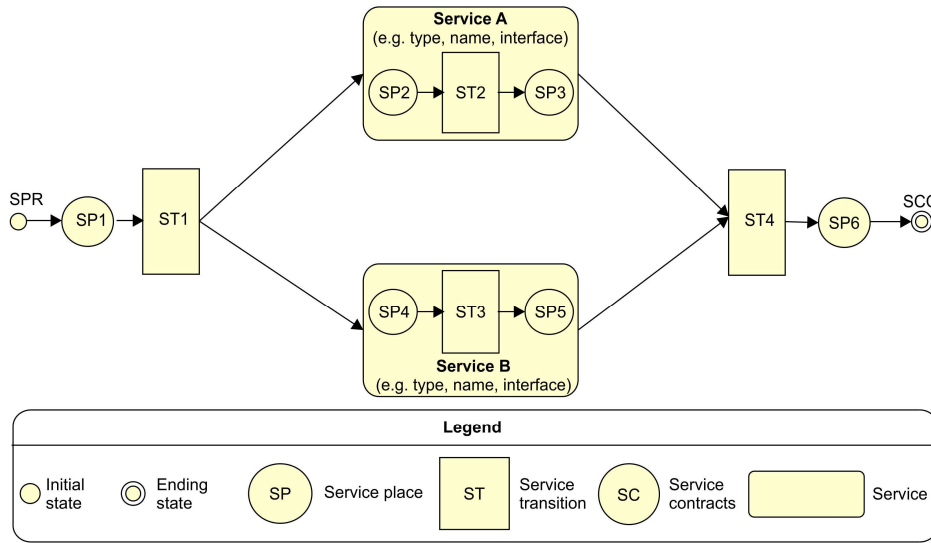 Service A
(e.g. type, name, interface)
SP2
ST2
SP3
SPR
SP1
ST1
ST4
SP6
SCC
SP4
ST3
SP5
Service B
(e.g. type, name, interface)
Legend
Initial
state
Ending
state
SP
Service place
ST
Service
transition
SC
Service
contracts
Service